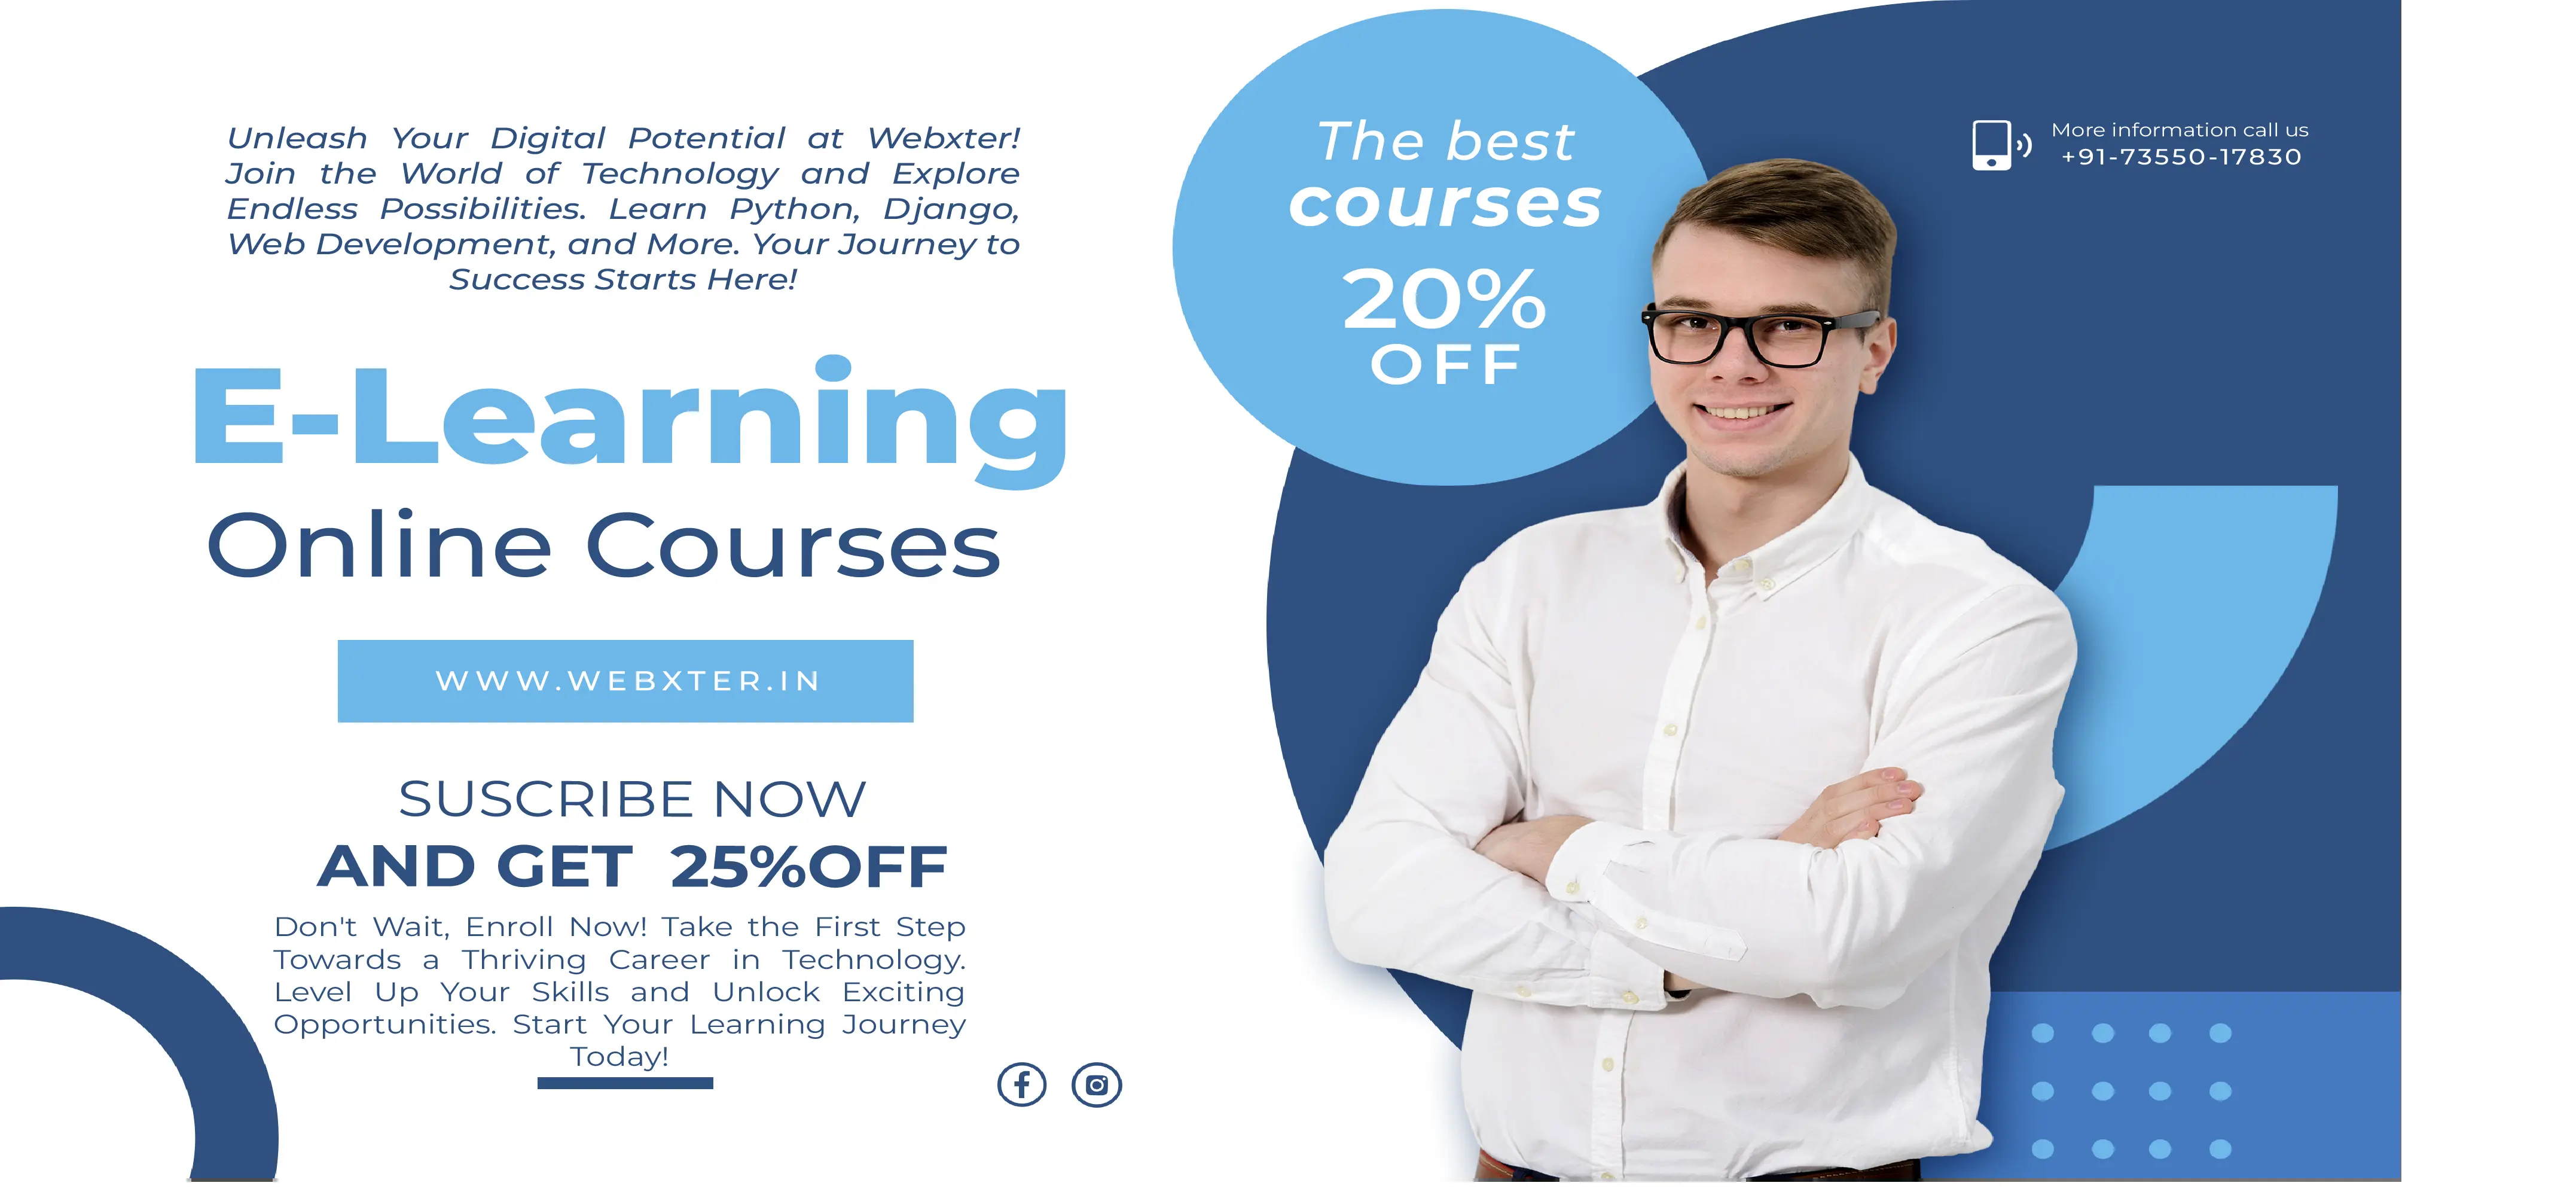 Unleash Your Digital Potential at Webxter!
Join the World of Technology and Explore
Endless Possibilities. Learn Python, Django,
Web Development, and More. Your Journey to
Success Starts Here!
E-Learning
Online Courses
WWW.WEBXTER.IN
SUSCRIBE NOW
AND GET 25%OFF
Don't Wait, Enroll Now! Take the First Step
Towards a Thriving Career in Technology.
Level Up Your Skills and Unlock Exciting
Opportunities. Start Your Learning Journey
Today!
The best
courses
20%
OFF
More information call us
+91-73550-17830